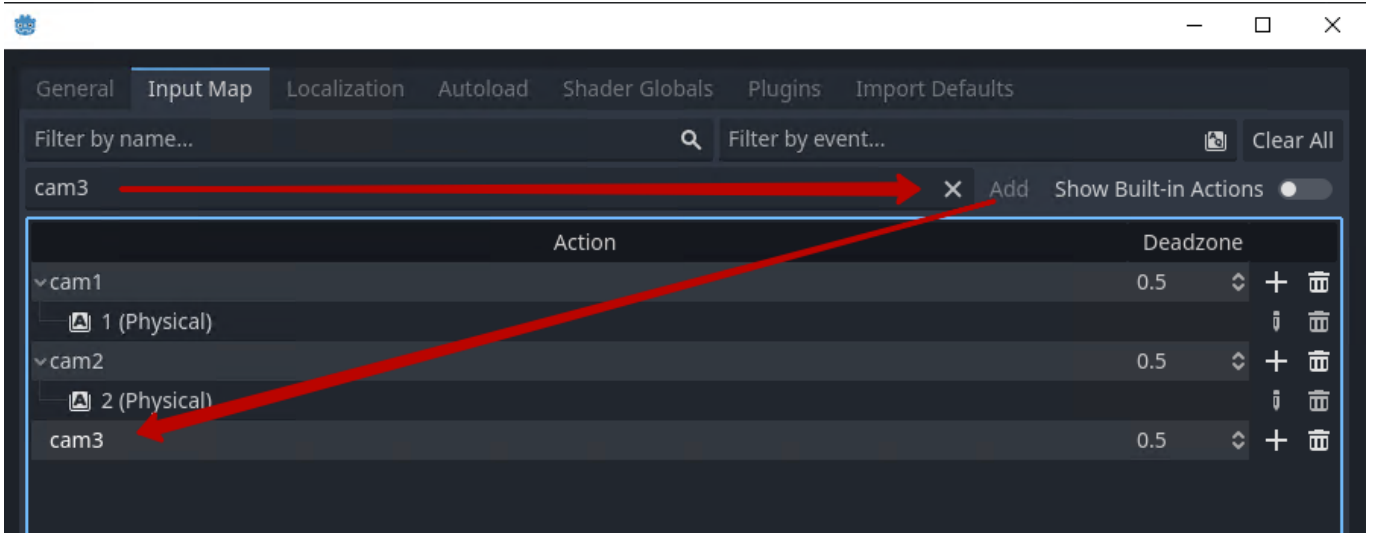 General Input Map Localization Autoload Shader Globals Plugins Import Defaults
Filter by name... Filter by event... Clear All
cam3 Add Show Built-in Actions
Action Deadzone
cam1 0.5
1 (Physical)
cam2 0.5
2 (Physical)
cam3 0.5